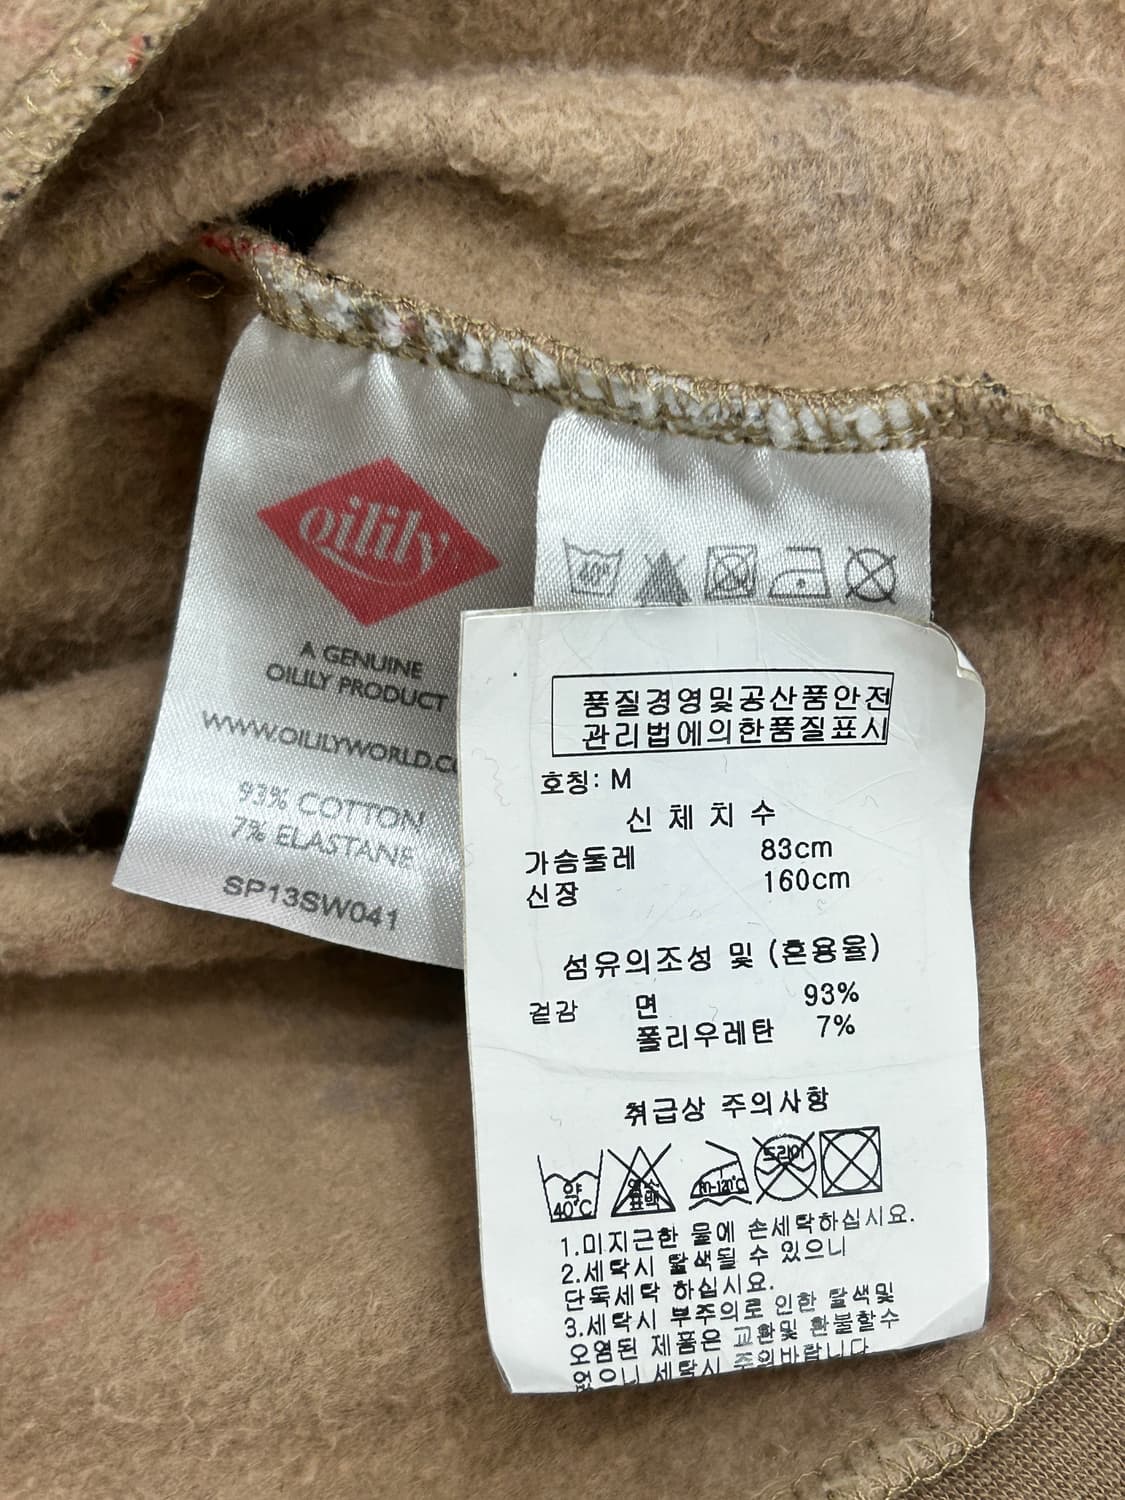 oilily
A GENUINE
OILILY PRODUCT
WWW.OILILYWORLD.C
93% COTTON
7% ELASTANE
SP13SW041
40°
품질경영및공산품안전
관리법에의한품질표시
호칭: M
신 체 치 수
가슴둘레 83cm
신장 160cm
섬유의조성 및 (혼용율)
겉감 면 93%
폴리우레탄 7%
취급상 주의사항
약 40°C 염소 표백 80-120°C 드라이
1.미지근한 물에 손세탁하십시요.
2.세탁시 탈색될 수 있으니
단독세탁 하십시요.
3.세탁시 부주의로 인한 탈색및
오염된 제품은 교환및 환불할수
없으니 세탁시 주의바랍니다